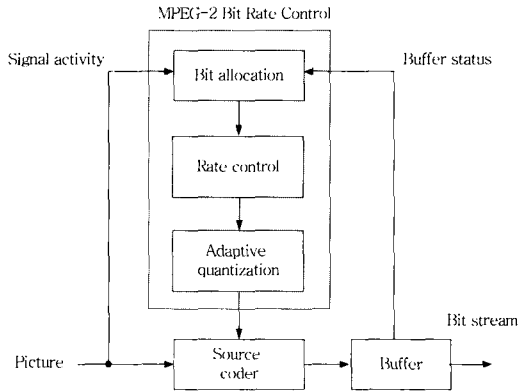 MPEG-2 Bit Rate Control
Signal activity
Buffer status
Bit allocation
Rate control
Adaptive
quantization
Bit stream
Picture
Source
coder
Buffer